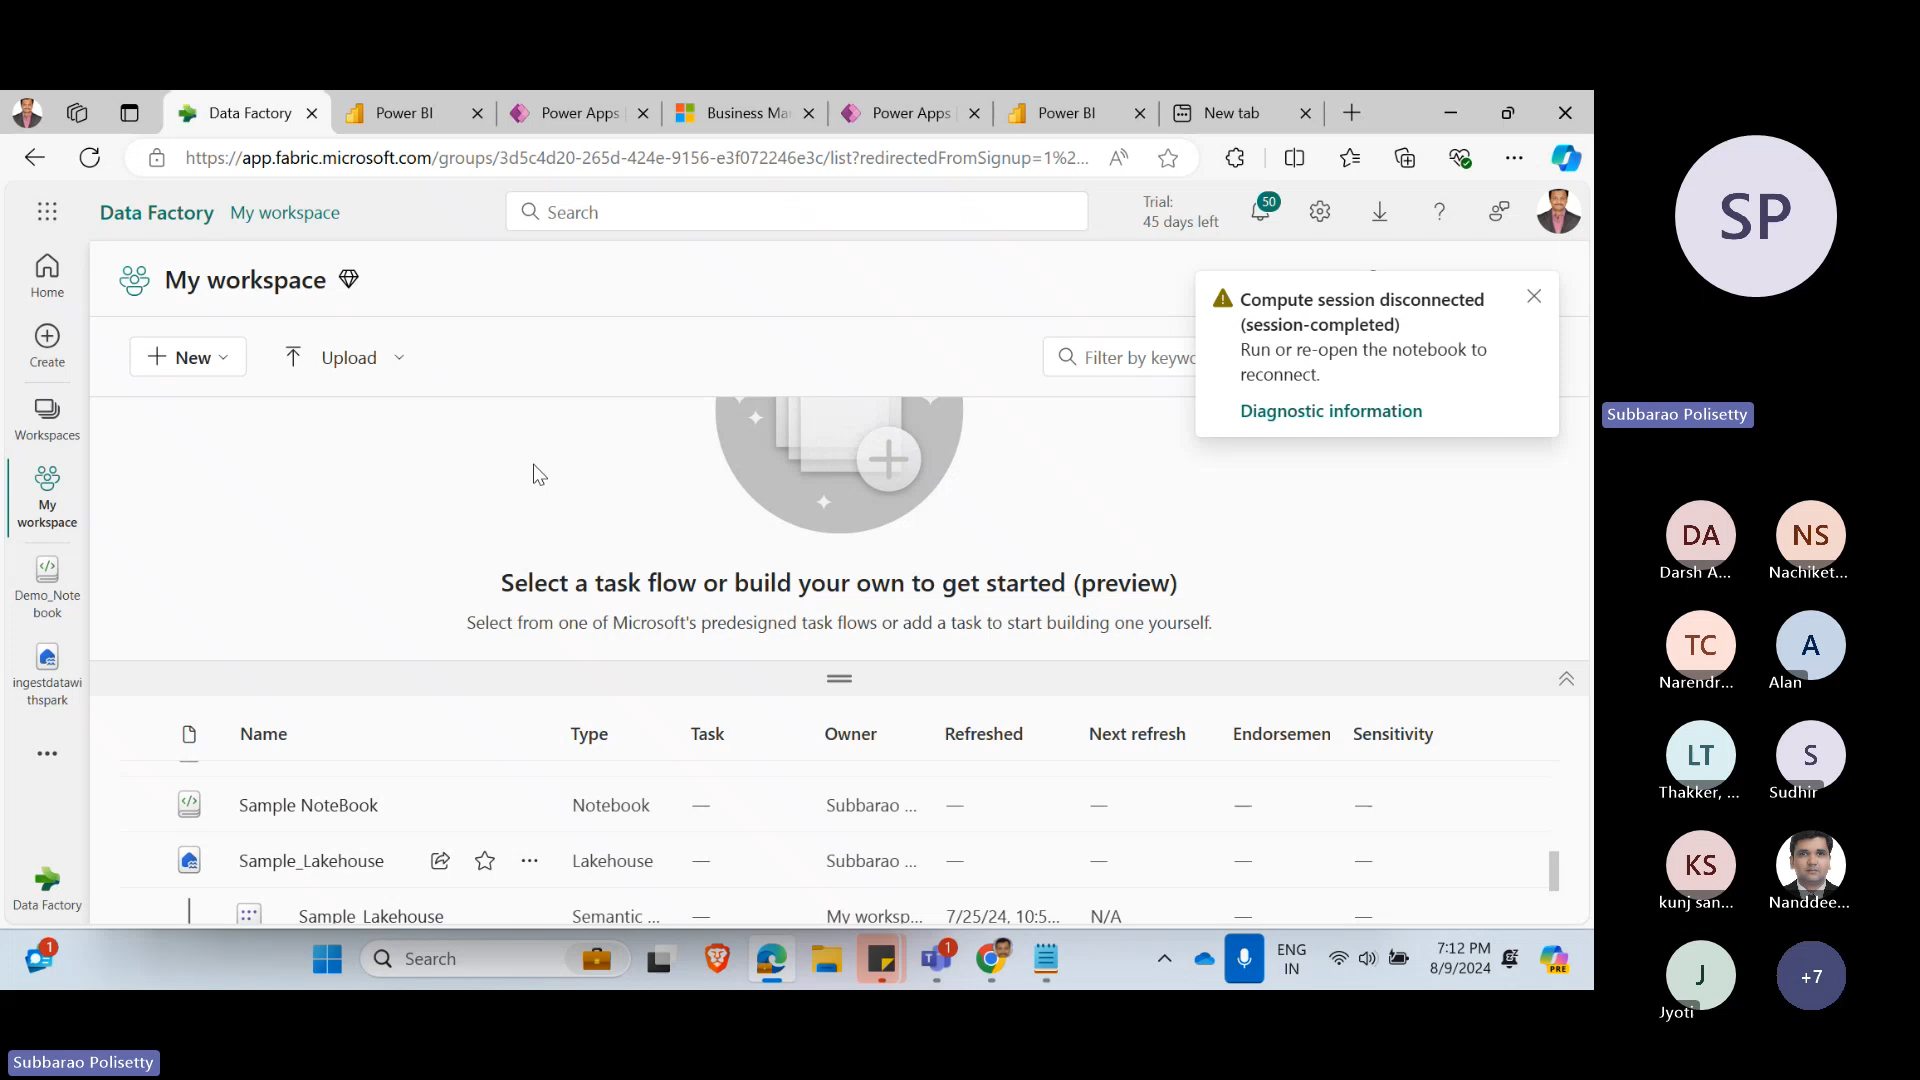 Data Factory
Power BI
Power Apps
Business Ma
Power Apps
Power BI
New tab
https://app.fabric.microsoft.com/groups/3d5c4d20-265d-424e-9156-e3f072246e3c/list?redirectedFromSignup=1%2...
Data Factory My workspace
Search
Trial:
45 days left
50
My workspace
Home
Create
Workspaces
My
workspace
Demo_Note
book
ingestdatawi
thspark
Data Factory
New
Upload
Filter by keywo
Compute session disconnected
(session-completed)
Run or re-open the notebook to
reconnect.
Diagnostic information
Select a task flow or build your own to get started (preview)
Select from one of Microsoft's predesigned task flows or add a task to start building one yourself.
Name Type Task Owner Refreshed Next refresh Endorsemen Sensitivity
Sample NoteBook Notebook — Subbarao ... — — — —
Sample_Lakehouse Lakehouse — Subbarao ... — — — —
Sample_Lakehouse Semantic ... — My worksp... 7/25/24, 10:5... N/A — —
1
Search
1
ENG
IN
7:12 PM
8/9/2024
PRE
SP
Subbarao Polisetty
DA
Darsh A...
NS
Nachiket...
TC
Narendr...
A
Alan
LT
Thakker, ...
S
Sudhir
KS
kunj san...
Nanddee...
J
Jyoti
+7
Subbarao Polisetty